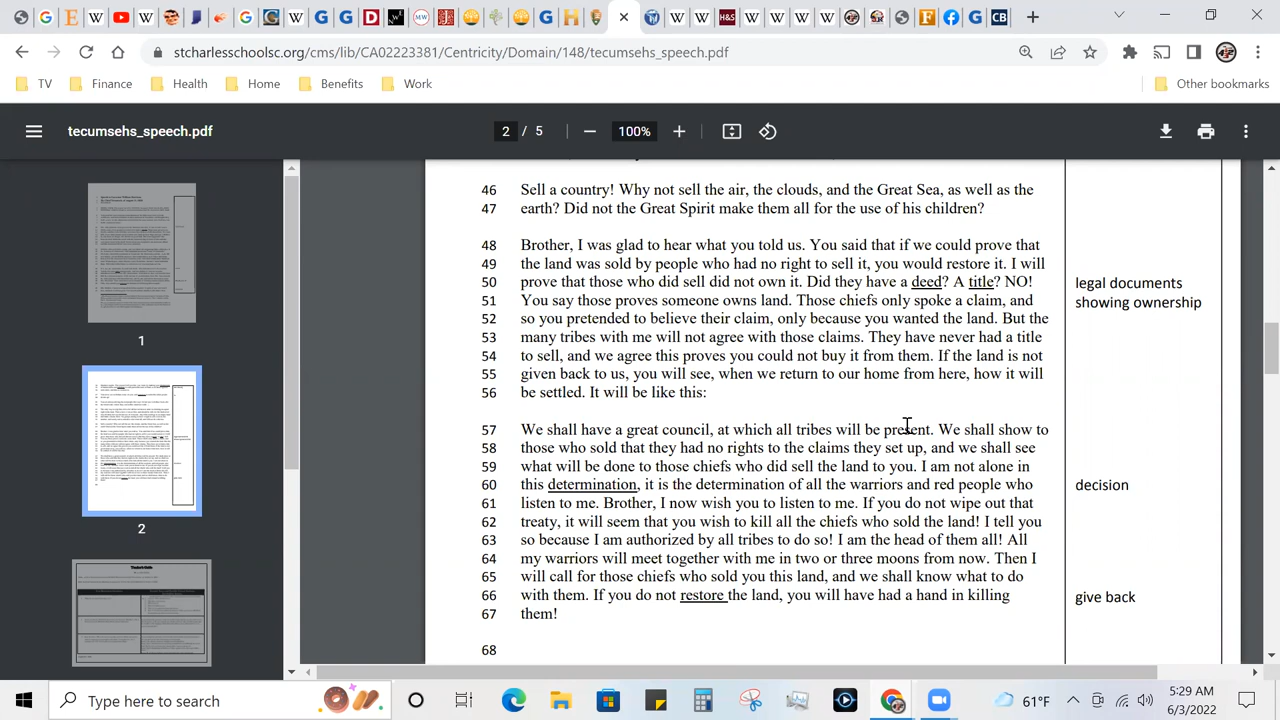 stcharlesschoolsc.org/cms/lib/CA02223381/Centricity/Domain/148/tecumsehs_speech.pdf
TV Finance Health Home Benefits Work Other bookmarks
tecumsehs_speech.pdf 2 / 5 100%
46 Sell a country! Why not sell the air, the clouds, and the Great Sea, as well as the
47 earth? Did not the Great Spirit make them all for the use of his children?
48 Brother, I was glad to hear what you told us. You said that if we could prove that
49 the land was sold by people who had no right to sell it, you would restore it. I will
50 prove that those who did sell did not own it. Did they have a deed? A title? NO! legal documents
51 You say those proves someone owns land. Those chiefs only spoke a claim, and showing ownership
52 so you pretended to believe their claim, only because you wanted the land. But the
53 many tribes with me will not agree with those claims. They have never had a title
54 to sell, and we agree this proves you could not buy it from them. If the land is not
55 given back to us, you will see, when we return to our home from here, how it will
56 be settled. It will be like this:
57 We shall have a great council, at which all tribes will be present. We shall show to
58 those who sold that they had no rights to the claims they set up, and we shall see
59 what will be done to those chiefs who did sell the land to you. I am not alone in
60 this determination, it is the determination of all the warriors and red people who decision
61 listen to me. Brother, I now wish you to listen to me. If you do not wipe out that
62 treaty, it will seem that you wish to kill all the chiefs who sold the land! I tell you
63 so because I am authorized by all tribes to do so! I am the head of them all! All
64 my warriors will meet together with me in two or three moons from now. Then I
65 will call for those chiefs who sold you this land, and we shall know what to do
66 with them. If you do not restore the land, you will have had a hand in killing give back
67 them!
68
1
2
Type here to search
61°F
5:29 AM
6/3/2022